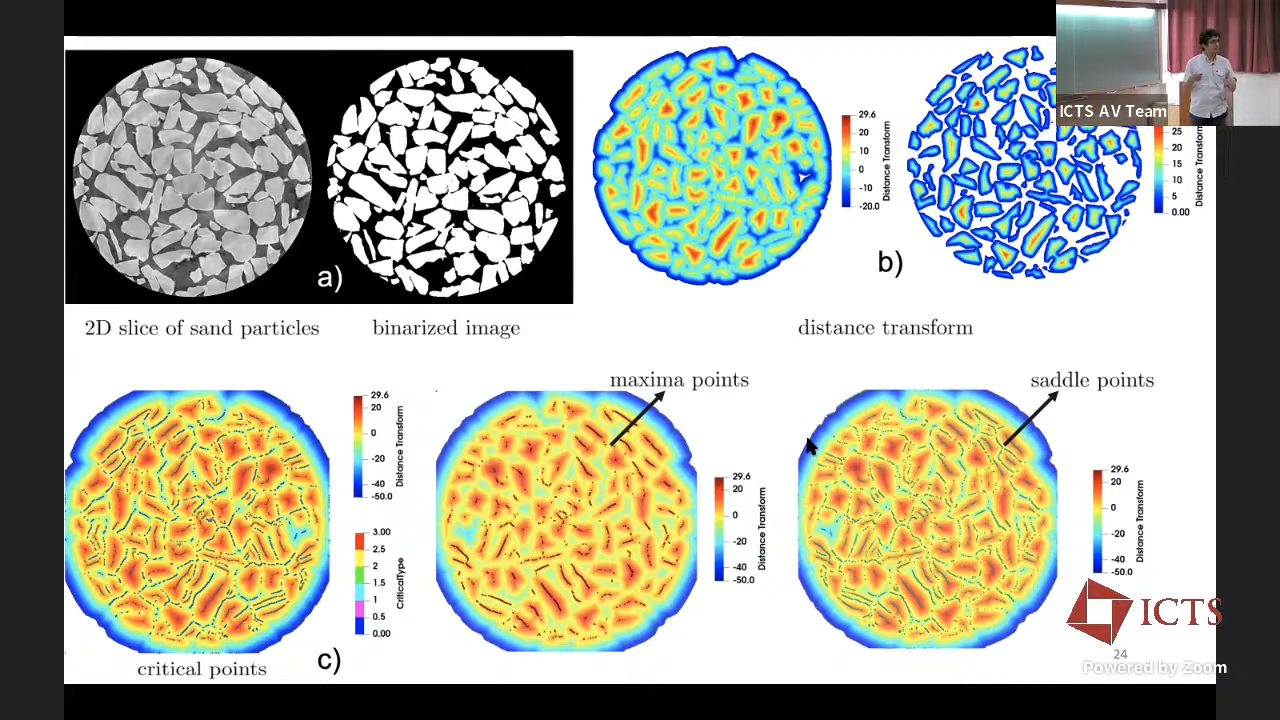 ICTS AV Team
a)
2D slice of sand particles
binarized image
29.6
20
10
0
-10
-20.0
Distance Transform
b)
25
20
15
10
5
0.00
Distance Transform
distance transform
29.6
20
0
-20
-40
-50.0
Distance Transform
3.00
2.5
2
1.5
1
0.5
0.00
CriticalType
critical points
c)
maxima points
29.6
20
0
-20
-40
-50.0
Distance Transform
saddle points
29.6
20
0
-20
-40
-50.0
Distance Transform
ICTS
24
Powered by Zoom